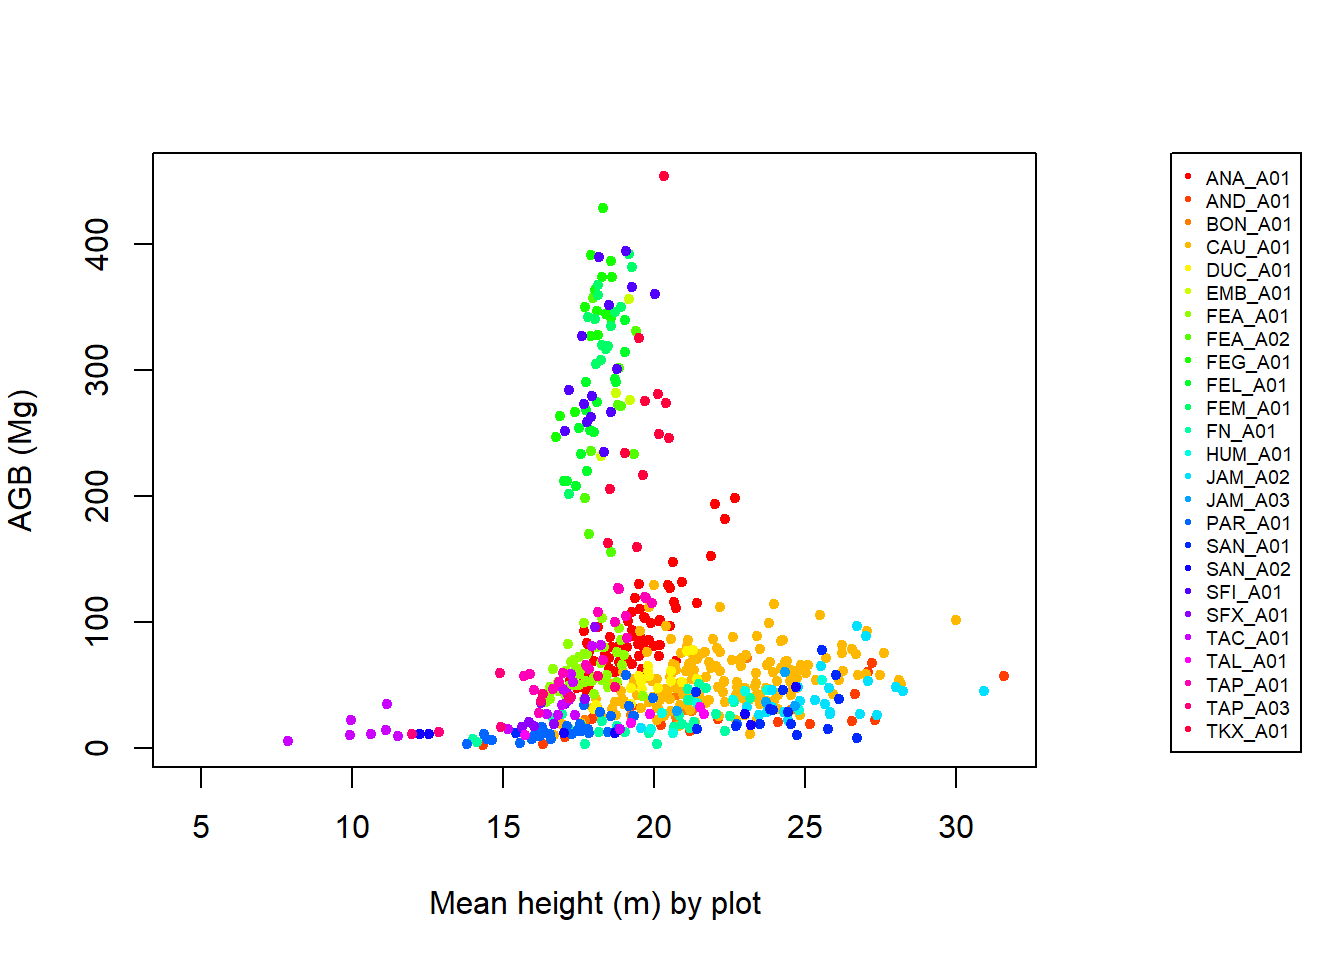 AGB (Mg)
400
300
200
100
0
5 10 15 20 25 30
Mean height (m) by plot
ANA_A01
AND_A01
BON_A01
CAU_A01
DUC_A01
EMB_A01
FEA_A01
FEA_A02
FEG_A01
FEL_A01
FEM_A01
FN_A01
HUM_A01
JAM_A02
JAM_A03
PAR_A01
SAN_A01
SAN_A02
SFI_A01
SFX_A01
TAC_A01
TAL_A01
TAP_A01
TAP_A03
TKX_A01